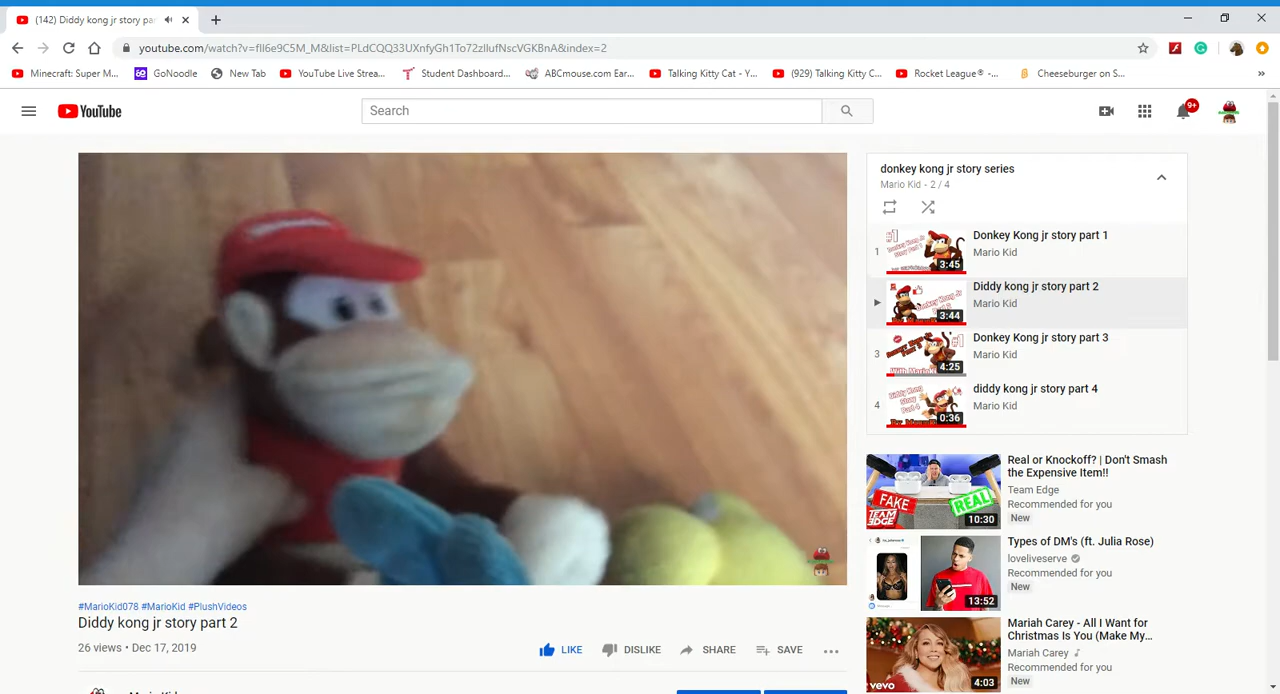 (142) Diddy kong jr story par
youtube.com/watch?v=fII6e9C5M_M&list=PLdCQQ33UXnfyGh1To72zIlufNscVGKBnA&index=2
Minecraft: Super M... GoNoodle New Tab YouTube Live Strea... Student Dashboard... ABCmouse.com Ear... Talking Kitty Cat - Y... (929) Talking Kitty C... Rocket League® -... Cheeseburger on S...
YouTube
Search
9+
donkey kong jr story series
Mario Kid - 2 / 4
1
3:45
Donkey Kong jr story part 1
Mario Kid
3:44
Diddy kong jr story part 2
Mario Kid
3
4:25
Donkey Kong jr story part 3
Mario Kid
4
0:36
diddy kong jr story part 4
Mario Kid
FAKE
REAL
TEAM EDGE
10:30
Real or Knockoff? | Don't Smash
the Expensive Item!!
Team Edge
Recommended for you
New
13:52
Types of DM's (ft. Julia Rose)
loveliveserve
Recommended for you
New
vevo
4:03
Mariah Carey - All I Want for
Christmas Is You (Make My...
Mariah Carey
Recommended for you
New
#MarioKid078 #MarioKid #PlushVideos
Diddy kong jr story part 2
26 views • Dec 17, 2019
LIKE DISLIKE SHARE SAVE